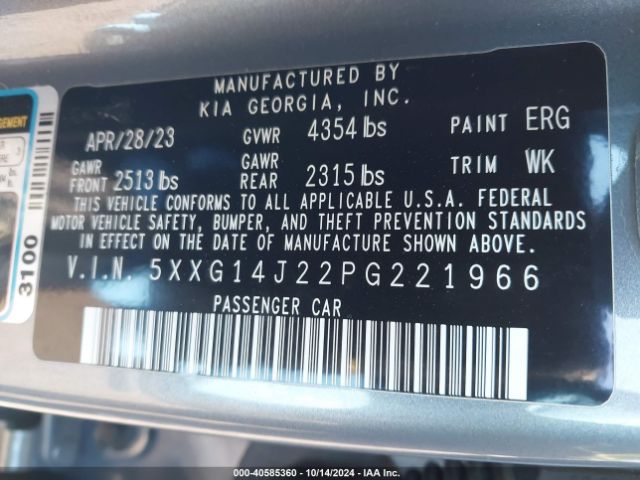 MANUFACTURED BY
KIA GEORGIA, INC.
APR/28/23 GVWR 4354 lbs PAINT ERG
GAWR FRONT 2513 lbs GAWR REAR 2315 lbs TRIM WK
THIS VEHICLE CONFORMS TO ALL APPLICABLE U.S.A. FEDERAL
MOTOR VEHICLE SAFETY, BUMPER, AND THEFT PREVENTION STANDARDS
IN EFFECT ON THE DATE OF MANUFACTURE SHOWN ABOVE.
V.I.N. 5XXG14J22PG221966
PASSENGER CAR
3100
000-40585360 | 10/14/2024 | IAA Inc.